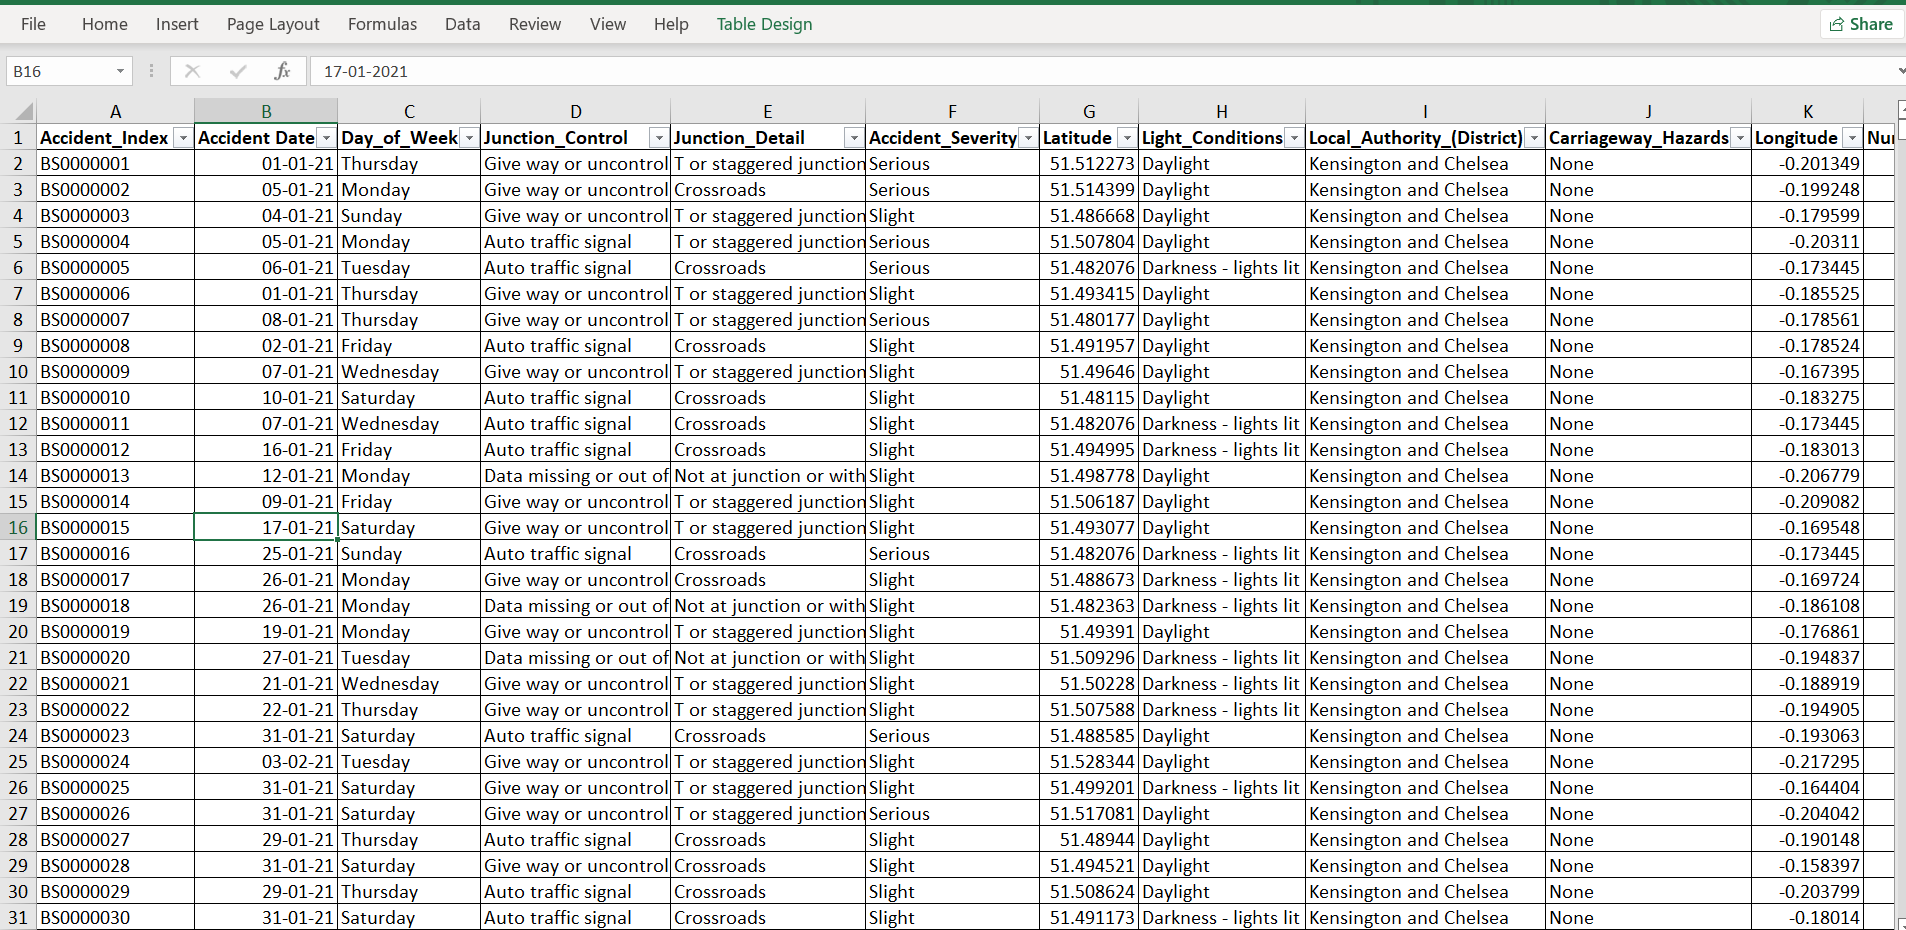 File Home Insert Page Layout Formulas Data Review View Help Table Design Share
B16 fx 17-01-2021
A B C D E F G H I J K
1 Accident_Index Accident Date Day_of_Week Junction_Control Junction_Detail Accident_Severity Latitude Light_Conditions Local_Authority_(District) Carriageway_Hazards Longitude
2 BS0000001 01-01-21 Thursday Give way or uncontrol T or staggered junction Serious 51.512273 Daylight Kensington and Chelsea None -0.201349
3 BS0000002 05-01-21 Monday Give way or uncontrol Crossroads Serious 51.514399 Daylight Kensington and Chelsea None -0.199248
4 BS0000003 04-01-21 Sunday Give way or uncontrol T or staggered junction Slight 51.486668 Daylight Kensington and Chelsea None -0.179599
5 BS0000004 05-01-21 Monday Auto traffic signal T or staggered junction Serious 51.507804 Daylight Kensington and Chelsea None -0.20311
6 BS0000005 06-01-21 Tuesday Auto traffic signal Crossroads Serious 51.482076 Darkness - lights lit Kensington and Chelsea None -0.173445
7 BS0000006 01-01-21 Thursday Give way or uncontrol T or staggered junction Slight 51.493415 Daylight Kensington and Chelsea None -0.185525
8 BS0000007 08-01-21 Thursday Give way or uncontrol T or staggered junction Serious 51.480177 Daylight Kensington and Chelsea None -0.178561
9 BS0000008 02-01-21 Friday Auto traffic signal Crossroads Slight 51.491957 Daylight Kensington and Chelsea None -0.178524
10 BS0000009 07-01-21 Wednesday Give way or uncontrol T or staggered junction Slight 51.49646 Daylight Kensington and Chelsea None -0.167395
11 BS0000010 10-01-21 Saturday Auto traffic signal Crossroads Slight 51.48115 Daylight Kensington and Chelsea None -0.183275
12 BS0000011 07-01-21 Wednesday Auto traffic signal Crossroads Slight 51.482076 Darkness - lights lit Kensington and Chelsea None -0.173445
13 BS0000012 16-01-21 Friday Auto traffic signal Crossroads Slight 51.494995 Darkness - lights lit Kensington and Chelsea None -0.183013
14 BS0000013 12-01-21 Monday Data missing or out of Not at junction or with Slight 51.498778 Daylight Kensington and Chelsea None -0.206779
15 BS0000014 09-01-21 Friday Give way or uncontrol T or staggered junction Slight 51.506187 Daylight Kensington and Chelsea None -0.209082
16 BS0000015 17-01-21 Saturday Give way or uncontrol T or staggered junction Slight 51.493077 Daylight Kensington and Chelsea None -0.169548
17 BS0000016 25-01-21 Sunday Auto traffic signal Crossroads Serious 51.482076 Darkness - lights lit Kensington and Chelsea None -0.173445
18 BS0000017 26-01-21 Monday Give way or uncontrol Crossroads Slight 51.488673 Darkness - lights lit Kensington and Chelsea None -0.169724
19 BS0000018 26-01-21 Monday Data missing or out of Not at junction or with Slight 51.482363 Darkness - lights lit Kensington and Chelsea None -0.186108
20 BS0000019 19-01-21 Monday Give way or uncontrol T or staggered junction Slight 51.49391 Daylight Kensington and Chelsea None -0.176861
21 BS0000020 27-01-21 Tuesday Data missing or out of Not at junction or with Slight 51.509296 Darkness - lights lit Kensington and Chelsea None -0.194837
22 BS0000021 21-01-21 Wednesday Give way or uncontrol T or staggered junction Slight 51.50228 Darkness - lights lit Kensington and Chelsea None -0.188919
23 BS0000022 22-01-21 Thursday Give way or uncontrol T or staggered junction Slight 51.507588 Darkness - lights lit Kensington and Chelsea None -0.194905
24 BS0000023 31-01-21 Saturday Auto traffic signal Crossroads Serious 51.488585 Daylight Kensington and Chelsea None -0.193063
25 BS0000024 03-02-21 Tuesday Give way or uncontrol T or staggered junction Slight 51.528344 Daylight Kensington and Chelsea None -0.217295
26 BS0000025 31-01-21 Saturday Give way or uncontrol T or staggered junction Slight 51.499201 Darkness - lights lit Kensington and Chelsea None -0.164404
27 BS0000026 31-01-21 Saturday Give way or uncontrol T or staggered junction Serious 51.517081 Daylight Kensington and Chelsea None -0.204042
28 BS0000027 29-01-21 Thursday Auto traffic signal Crossroads Slight 51.48944 Daylight Kensington and Chelsea None -0.190148
29 BS0000028 31-01-21 Saturday Give way or uncontrol Crossroads Slight 51.494521 Daylight Kensington and Chelsea None -0.158397
30 BS0000029 29-01-21 Thursday Auto traffic signal Crossroads Slight 51.508624 Daylight Kensington and Chelsea None -0.203799
31 BS0000030 31-01-21 Saturday Auto traffic signal Crossroads Slight 51.491173 Darkness - lights lit Kensington and Chelsea None -0.18014